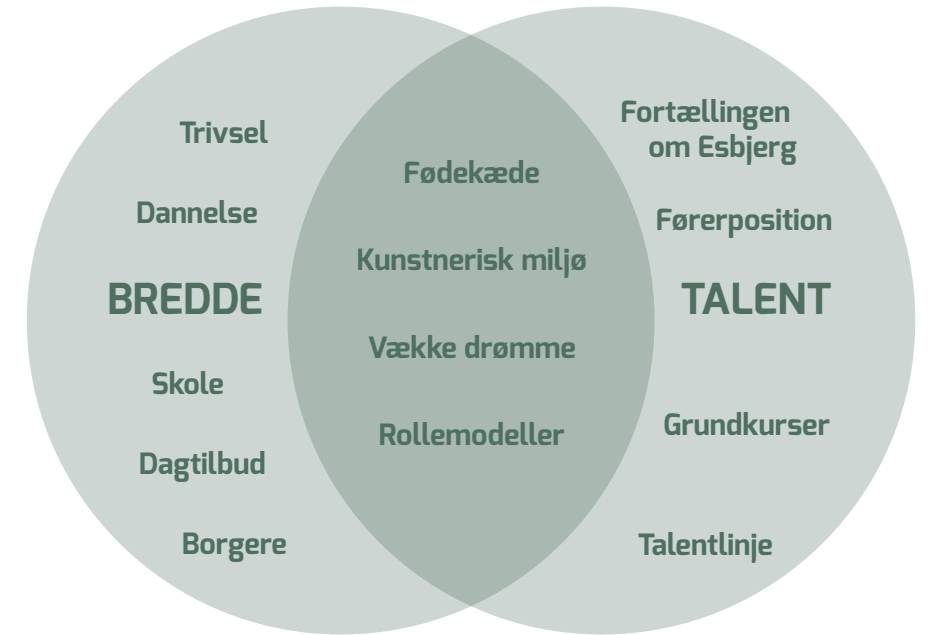 Trivsel
Dannelse
BREDDE
Skole
Dagtilbud
Borgere
Fødekæde
Kunstnerisk miljø
Vække drømme
Rollemodeller
Fortællingen
om Esbjerg
Førerposition
TALENT
Grundkurser
Talentlinje